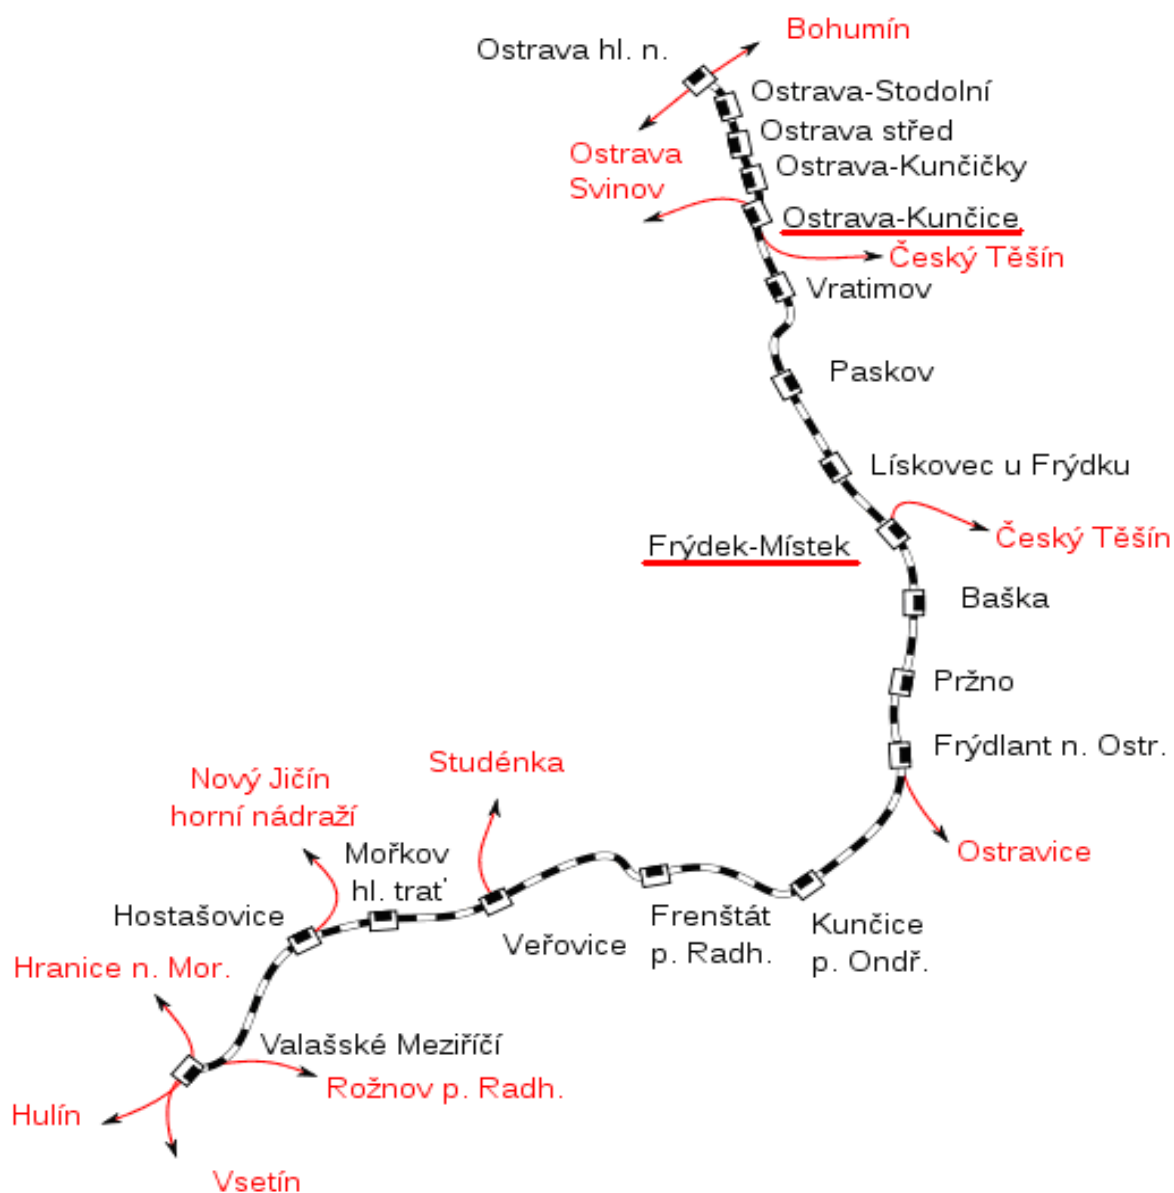 Bohumín
Ostrava hl. n.
Ostrava-Stodolní
Ostrava střed
Ostrava
Svinov
Ostrava-Kunčičky
Ostrava-Kunčice
Český Těšín
Vratimov
Paskov
Lískovec u Frýdku
Český Těšín
Frýdek-Místek
Baška
Pržno
Frýdlant n. Ostr.
Ostravice
Studénka
Nový Jičín
horní nádraží
Mořkov
hl. trať
Hostašovice
Veřovice
Frenštát
p. Radh.
Kunčice
p. Ondř.
Hranice n. Mor.
Valašské Meziříčí
Rožnov p. Radh.
Hulín
Vsetín